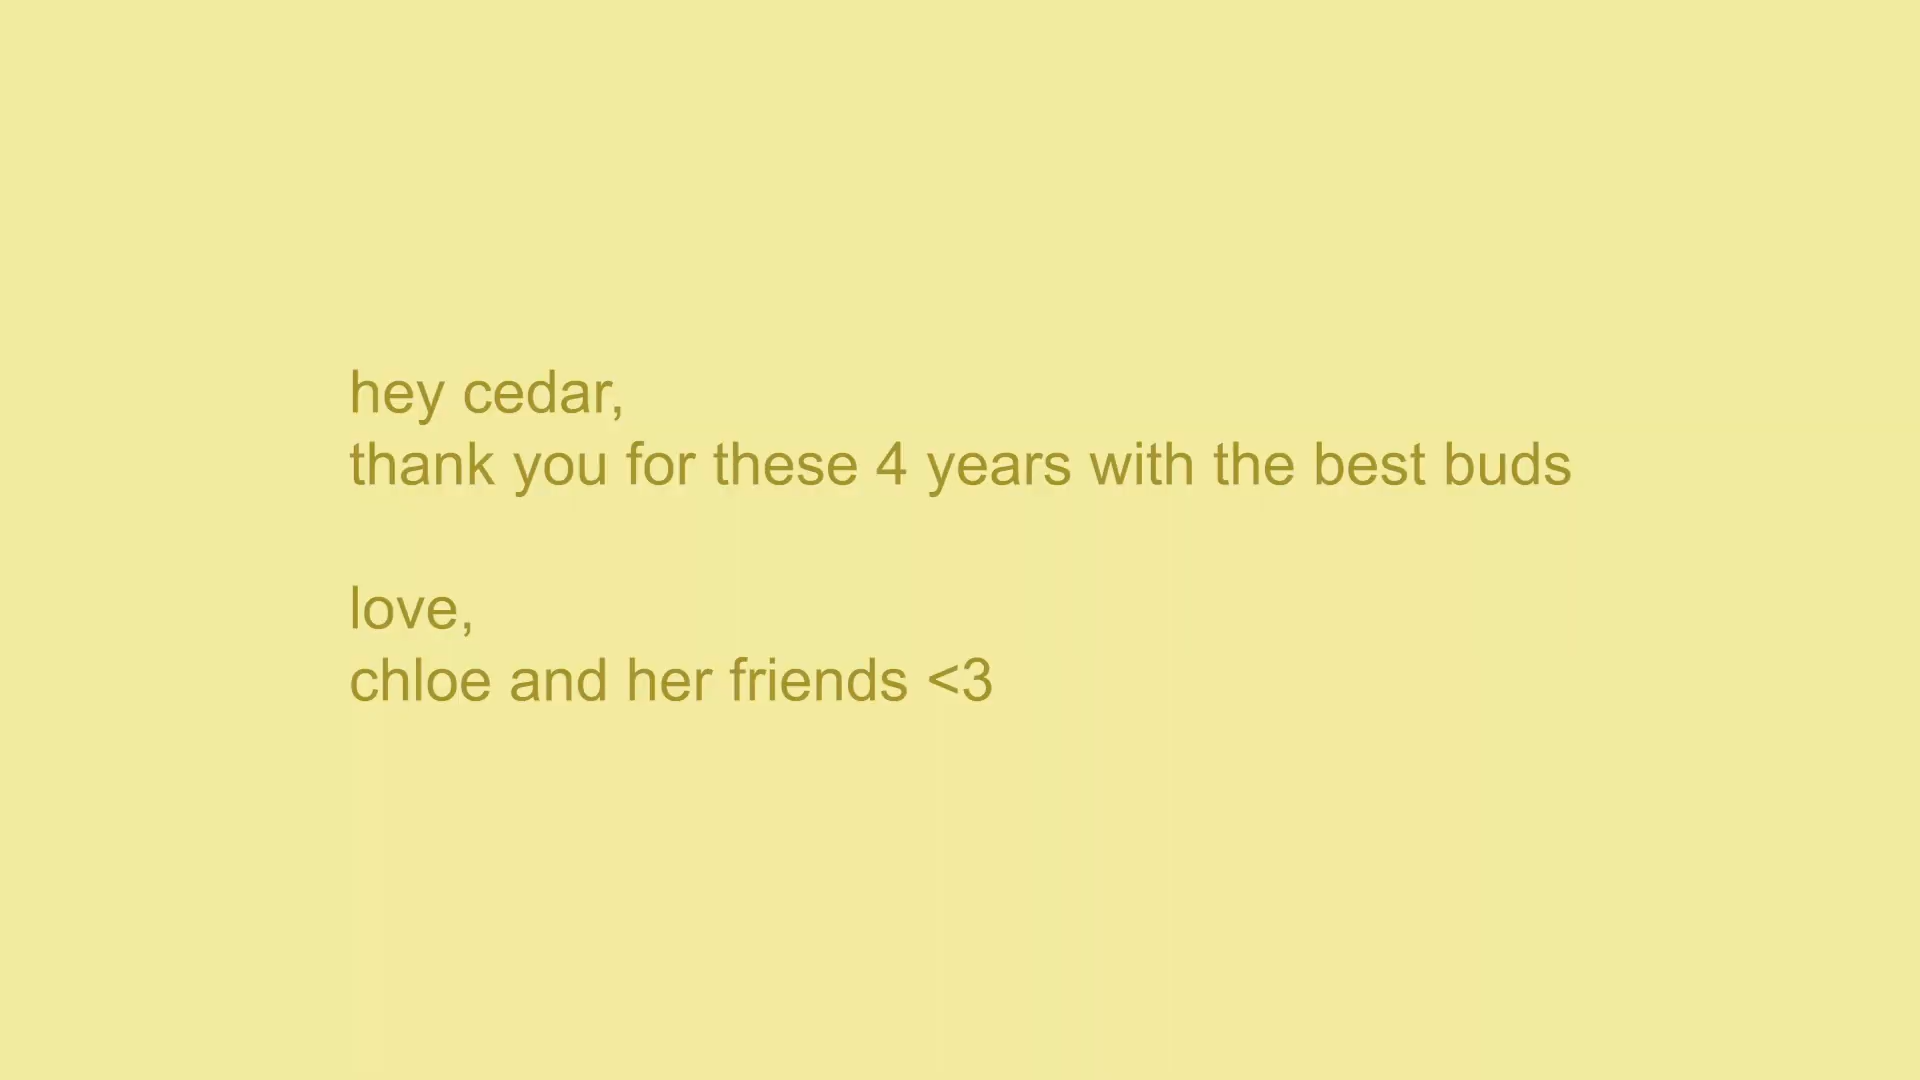 hey cedar,
thank you for these 4 years with the best buds
love,
chloe and her friends <3